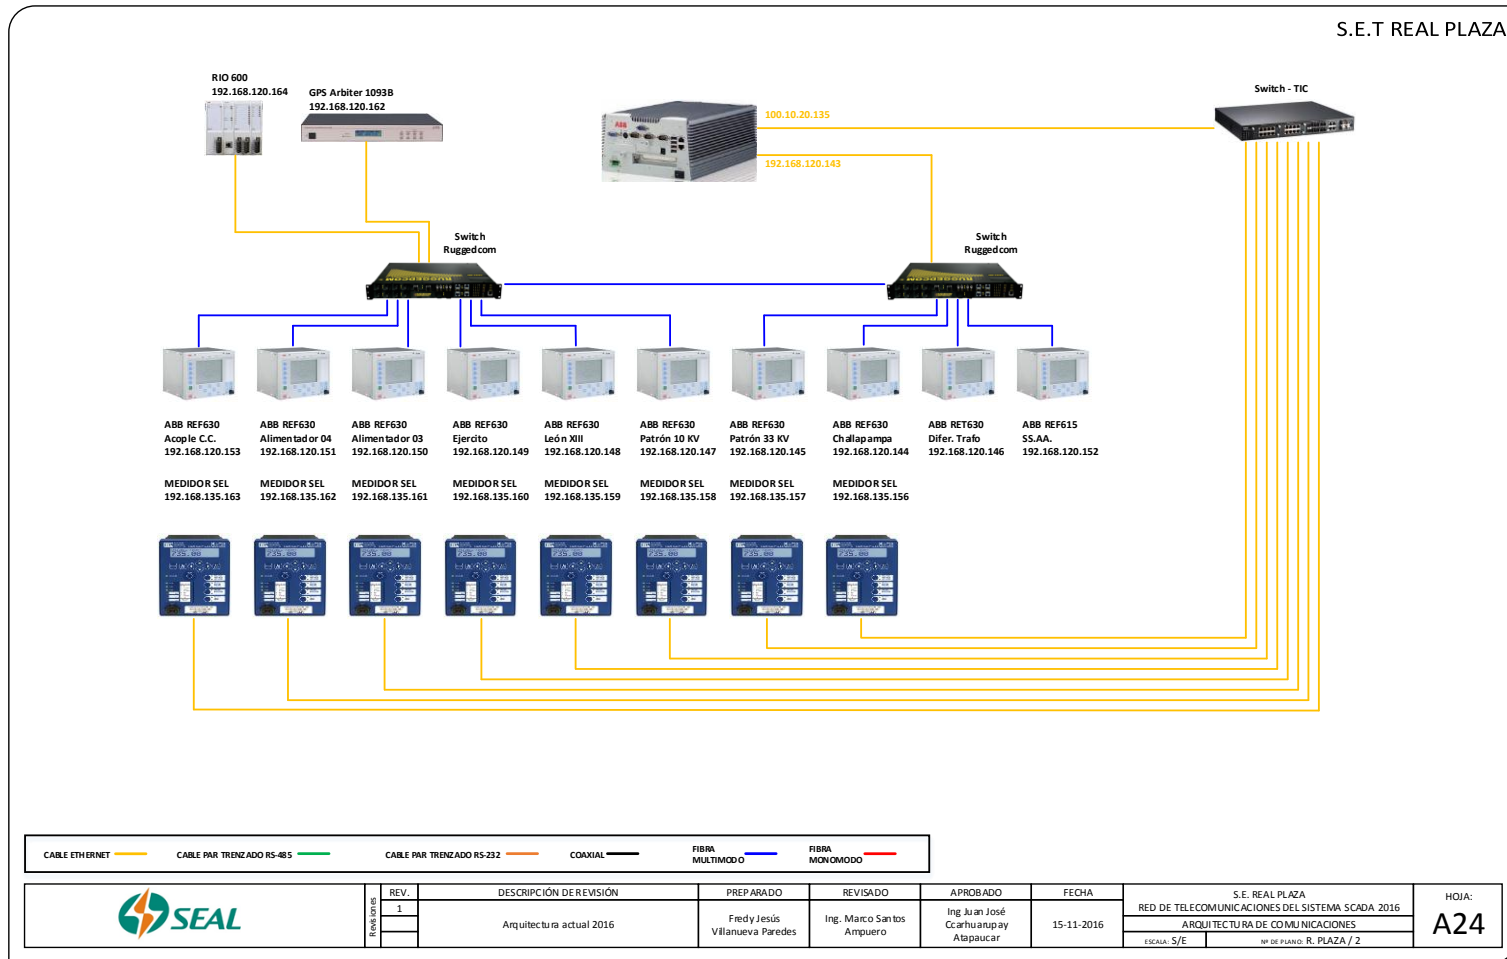 S.E.T REAL PLAZA
RIO 600
192.168.120.164
GPS Arbiter 1093B
192.168.120.162
ABB
100.10.20.135
192.168.120.143
Switch - TIC
Switch
Ruggedcom
Switch
Ruggedcom
RUGGEDCOM
RUGGEDCOM
ABB REF630
Acople C.C.
192.168.120.153
ABB REF630
Alimentador 04
192.168.120.151
ABB REF630
Alimentador 03
192.168.120.150
ABB REF630
Ejercito
192.168.120.149
ABB REF630
León XIII
192.168.120.148
ABB REF630
Patrón 10 KV
192.168.120.147
ABB REF630
Patrón 33 KV
192.168.120.145
ABB REF630
Challapampa
192.168.120.144
ABB RET630
Difer. Trafo
192.168.120.146
ABB REF615
SS.AA.
192.168.120.152
MEDIDOR SEL
192.168.135.163
MEDIDOR SEL
192.168.135.162
MEDIDOR SEL
192.168.135.161
MEDIDOR SEL
192.168.135.160
MEDIDOR SEL
192.168.135.159
MEDIDOR SEL
192.168.135.158
MEDIDOR SEL
192.168.135.157
MEDIDOR SEL
192.168.135.156
CABLE ETHERNET
CABLE PAR TRENZADO RS-485
CABLE PAR TRENZADO RS-232
COAXIAL
FIBRA
MULTIMODO
FIBRA
MONOMODO
SEAL
Revisiones
REV.
1
DESCRIPCIÓN DE REVISIÓN
Arquitectura actual 2016
PREPARADO
Fredy Jesús
Villanueva Paredes
REVISADO
Ing. Marco Santos
Ampuero
APROBADO
Ing Juan José
Ccarhuarupay
Atapaucar
FECHA
15-11-2016
S.E. REAL PLAZA
RED DE TELECOMUNICACIONES DEL SISTEMA SCADA 2016
ARQUITECTURA DE COMUNICACIONES
ESCALA: S/E
Nº DE PLANO: R. PLAZA / 2
HOJA:
A24